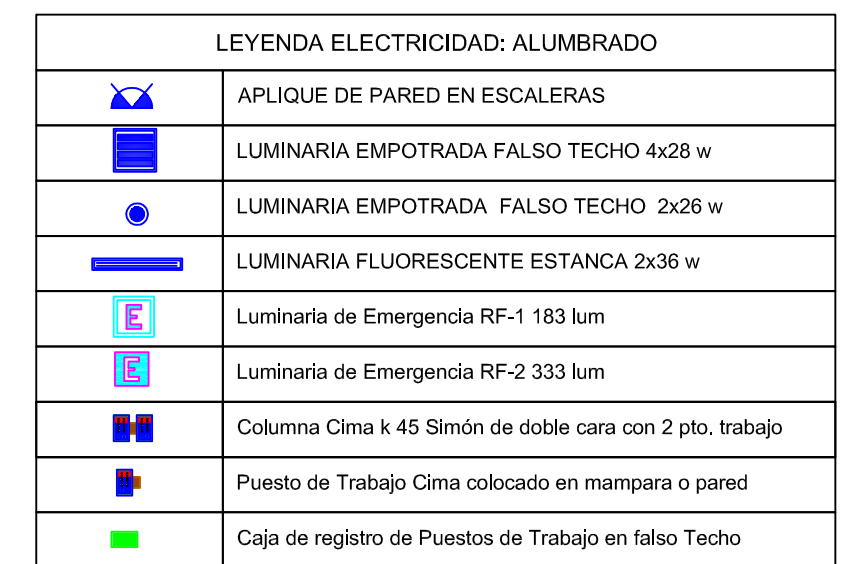 LEYENDA ELECTRICIDAD: ALUMBRADO
APLIQUE DE PARED EN ESCALERAS
LUMINARIA EMPOTRADA FALSO TECHO 4x28 w
LUMINARIA EMPOTRADA FALSO TECHO 2x26 w
LUMINARIA FLUORESCENTE ESTANCA 2x36 w
E Luminaria de Emergencia RF-1 183 lum
E Luminaria de Emergencia RF-2 333 lum
Columna Cima k 45 Simón de doble cara con 2 pto. trabajo
Puesto de Trabajo Cima colocado en mampara o pared
Caja de registro de Puestos de Trabajo en falso Techo